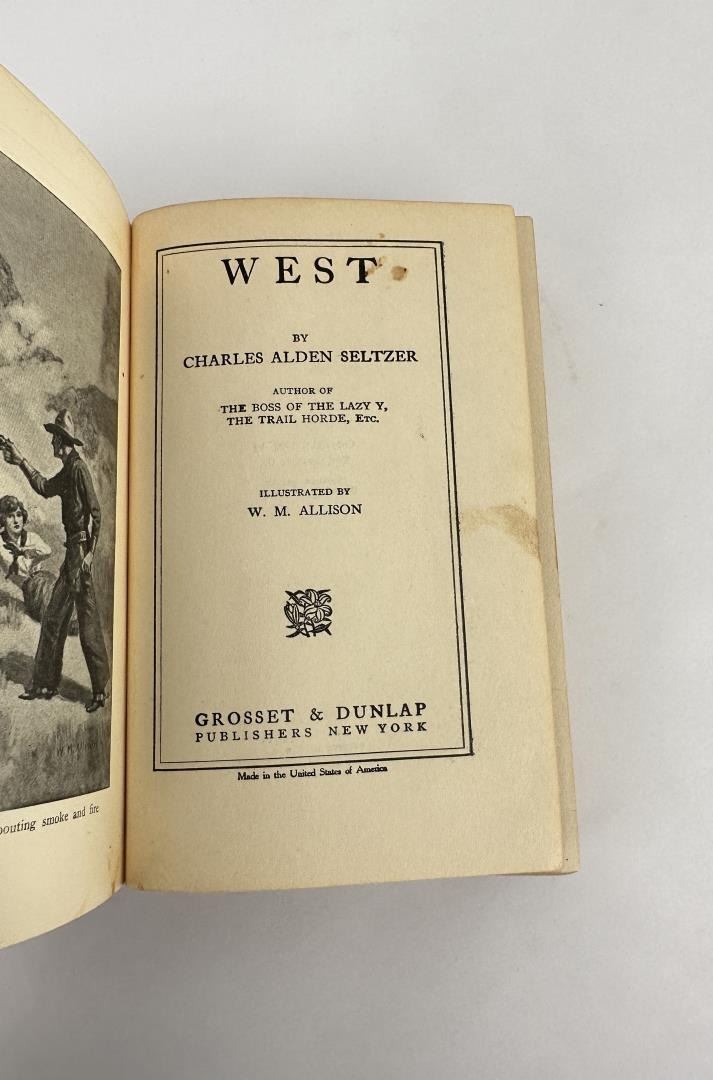 WEST
BY
CHARLES ALDEN SELTZER
AUTHOR OF
THE BOSS OF THE LAZY Y,
THE TRAIL HORDE, Etc.
ILLUSTRATED BY
W. M. ALLISON
GROSSET & DUNLAP
PUBLISHERS NEW YORK
Made in the United States of America
smoke and fire